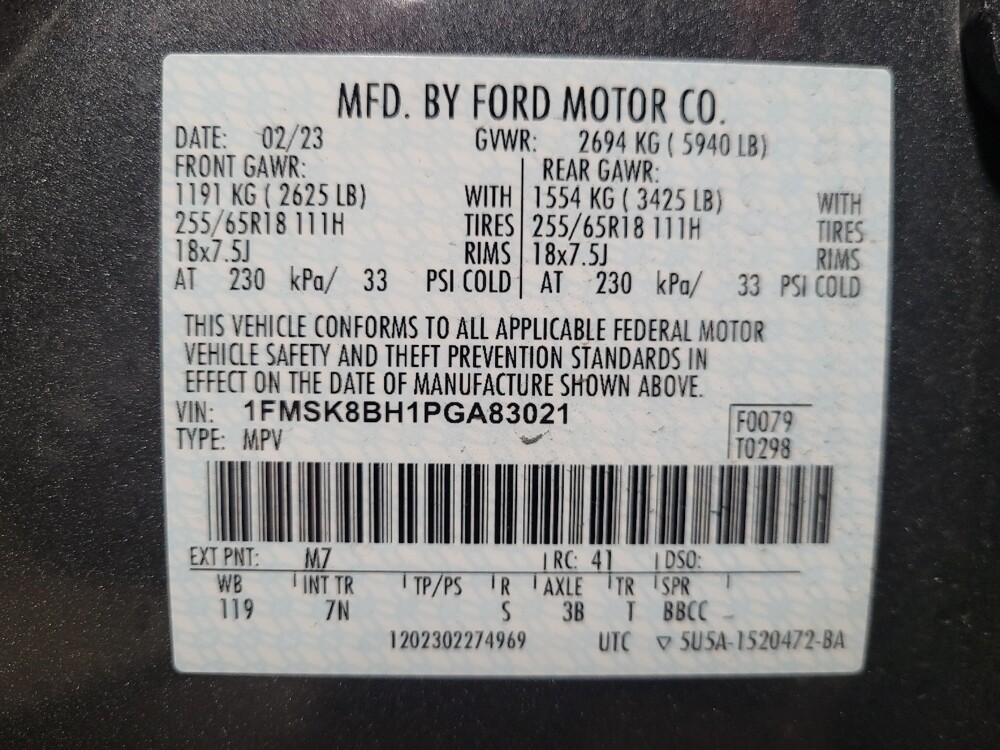 MFD. BY FORD MOTOR CO.
DATE: 02/23 GVWR: 2694 KG ( 5940 LB)
FRONT GAWR: REAR GAWR:
1191 KG ( 2625 LB) WITH 1554 KG ( 3425 LB) WITH
255/65R18 111H TIRES 255/65R18 111H TIRES
18x7.5J RIMS 18x7.5J RIMS
AT 230 kPa/ 33 PSI COLD AT 230 kPa/ 33 PSI COLD
THIS VEHICLE CONFORMS TO ALL APPLICABLE FEDERAL MOTOR
VEHICLE SAFETY AND THEFT PREVENTION STANDARDS IN
EFFECT ON THE DATE OF MANUFACTURE SHOWN ABOVE.
VIN: 1FMSK8BH1PGA83021 F0079
TYPE: MPV T0298
EXT PNT: M7 RC: 41 DSO:
WB INT TR TP/PS R AXLE TR SPR
119 7N S 3B T BBCC
1202302274969 UTC ▽ 5U5A-1520472-BA